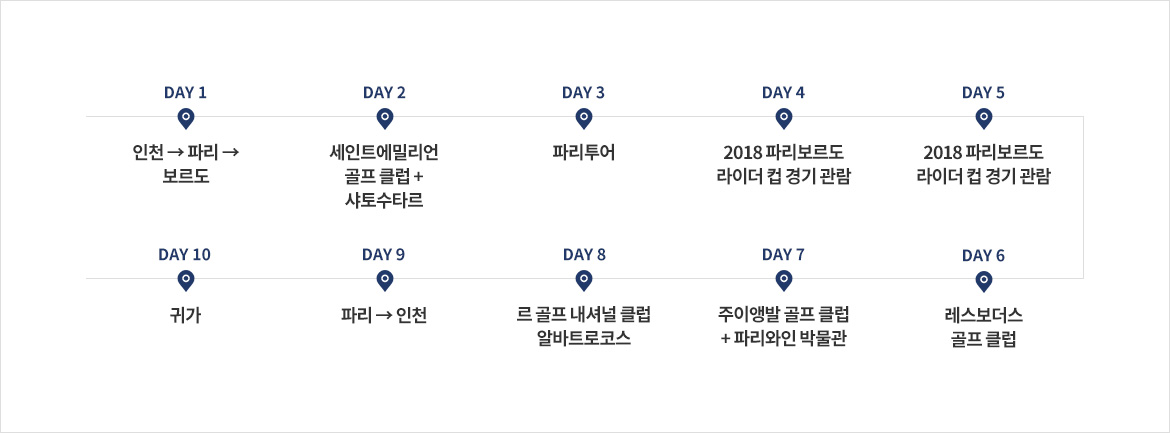 DAY 1
인천 → 파리 →
보르도
DAY 2
세인트에밀리언
골프 클럽 +
샤토수타르
DAY 3
파리투어
DAY 4
2018 파리보르도
라이더 컵 경기 관람
DAY 5
2018 파리보르도
라이더 컵 경기 관람
DAY 6
레스보더스
골프 클럽
DAY 7
주이앵발 골프 클럽
+ 파리와인 박물관
DAY 8
르 골프 내셔널 클럽
알바트로코스
DAY 9
파리 → 인천
DAY 10
귀가